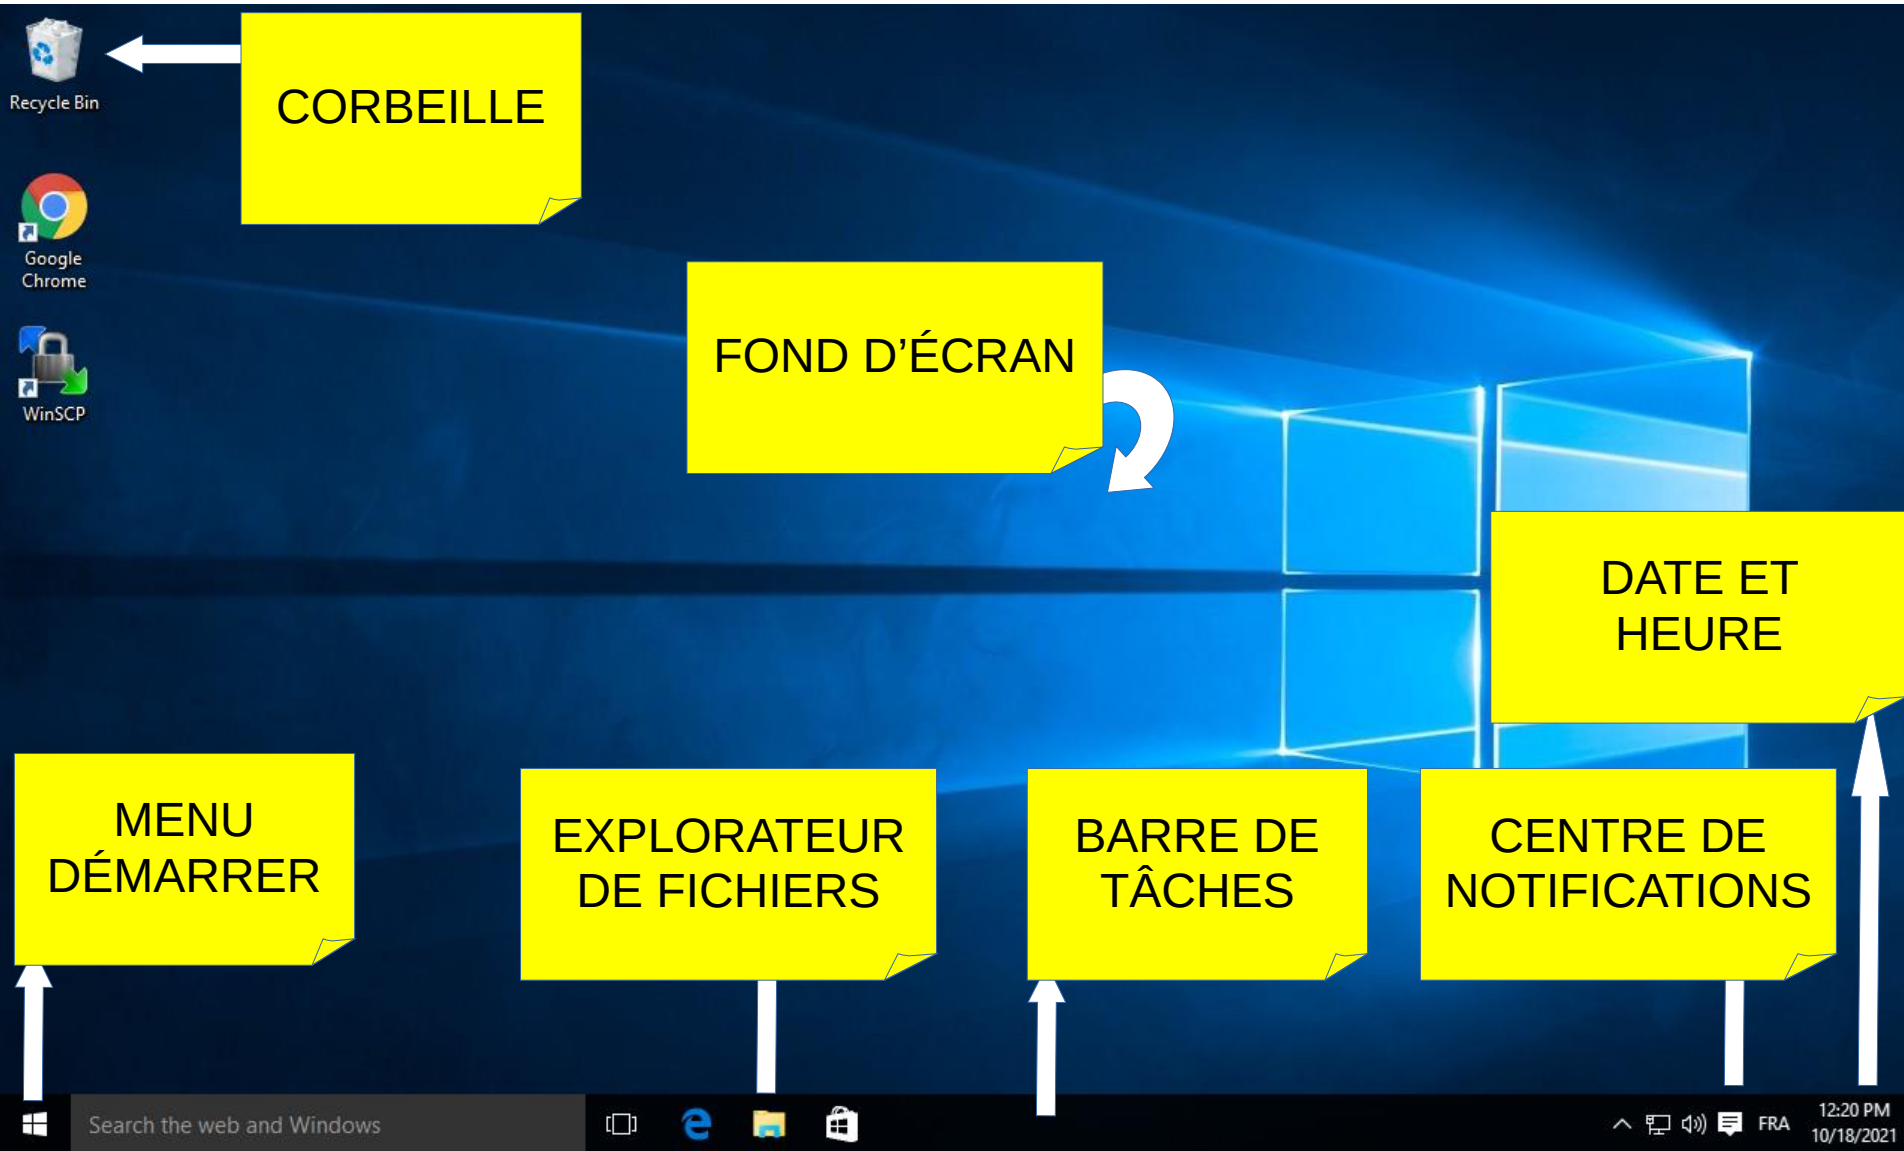 Recycle Bin
CORBEILLE
Google
Chrome
WinSCP
FOND D’ÉCRAN
DATE ET
HEURE
MENU
DÉMARRER
EXPLORATEUR
DE FICHIERS
BARRE DE
TÂCHES
CENTRE DE
NOTIFICATIONS
Search the web and Windows
FRA
12:20 PM
10/18/2021